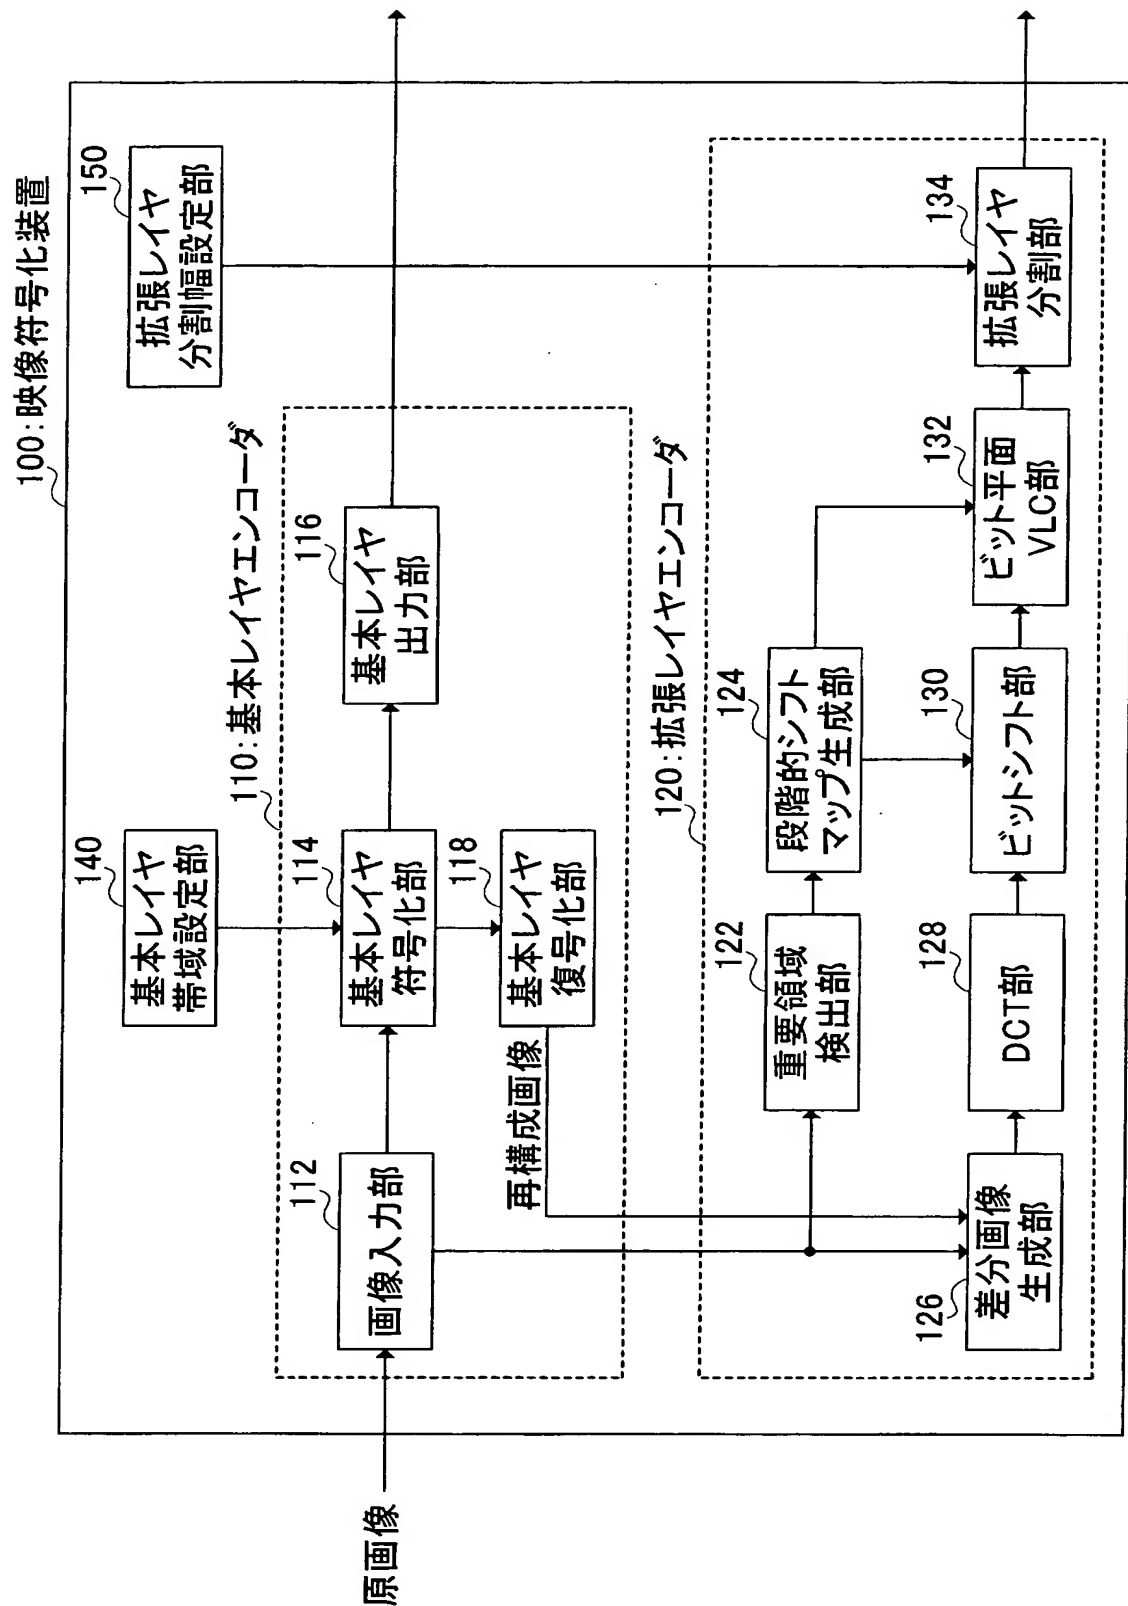 100:映像符号化装置
140
基本レイヤ
帯域設定部
150
拡張レイヤ
分割幅設定部
110:基本レイヤエンコーダ
原画像
112
画像入力部
114
基本レイヤ
符号化部
116
基本レイヤ
出力部
118
基本レイヤ
復号化部
再構成画像
120:拡張レイヤエンコーダ
122
重要領域
検出部
124
段階的シフト
マップ生成部
126
差分画像
生成部
128
DCT部
130
ビットシフト部
132
ビット平面
VLC部
134
拡張レイヤ
分割部